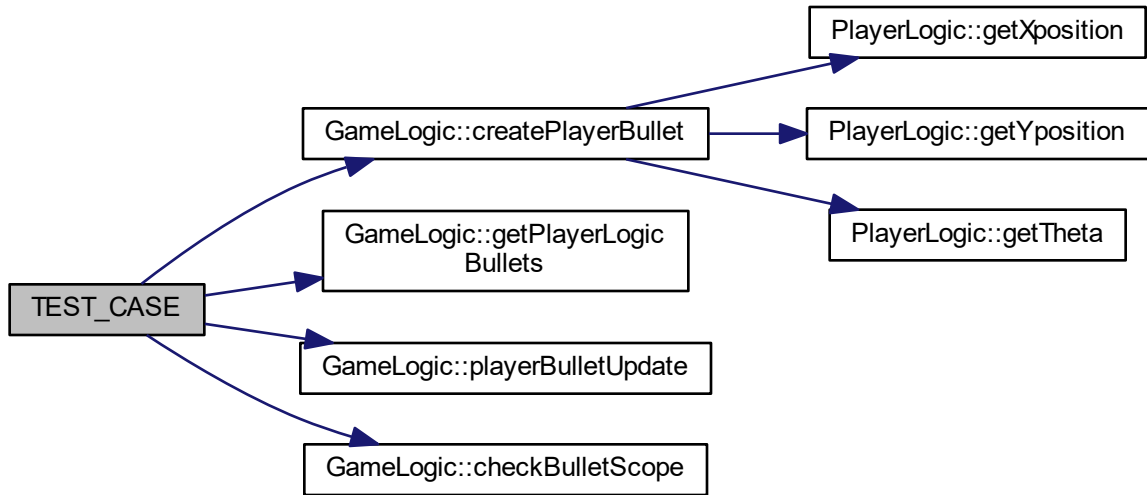 PlayerLogic::getXposition
GameLogic::createPlayerBullet
PlayerLogic::getYposition
PlayerLogic::getTheta
GameLogic::getPlayerLogic
Bullets
TEST_CASE
GameLogic::playerBulletUpdate
GameLogic::checkBulletScope